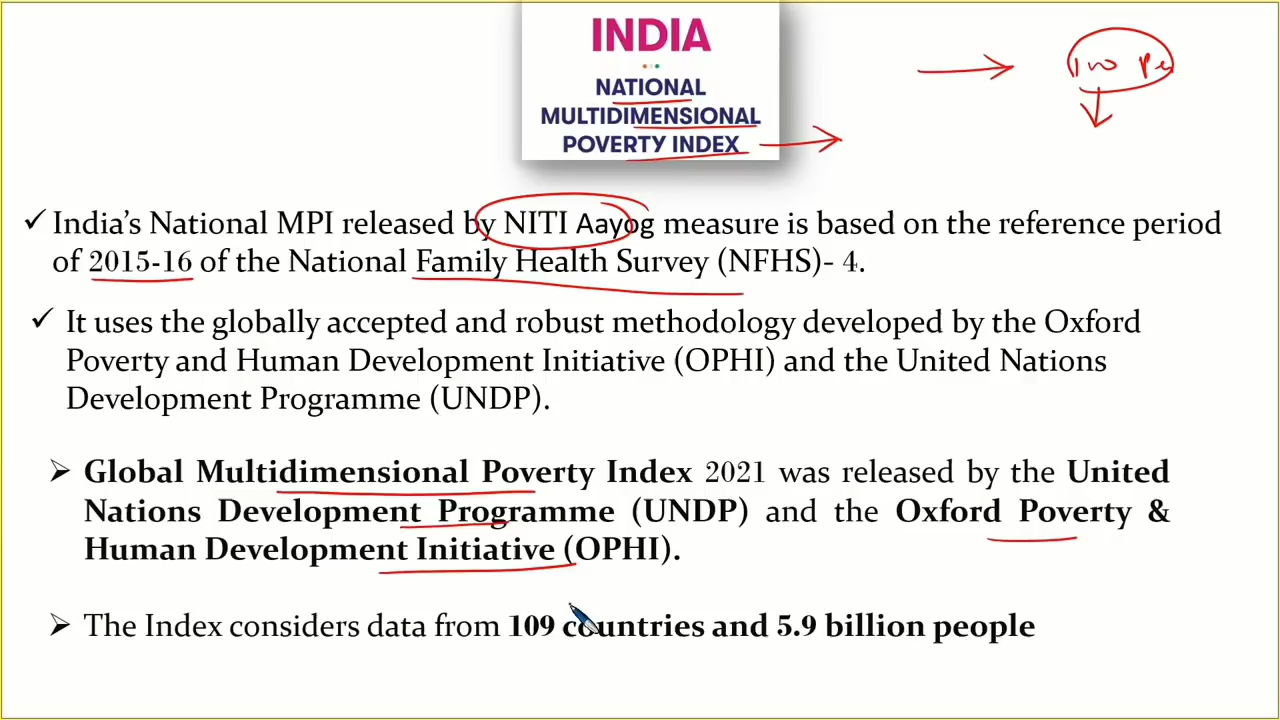 INDIA
NATIONAL
MULTIDIMENSIONAL
POVERTY INDEX
✓ India's National MPI released by NITI Aayog measure is based on the reference period
of 2015-16 of the National Family Health Survey (NFHS)- 4.
✓ It uses the globally accepted and robust methodology developed by the Oxford
Poverty and Human Development Initiative (OPHI) and the United Nations
Development Programme (UNDP).
➢ Global Multidimensional Poverty Index 2021 was released by the United
Nations Development Programme (UNDP) and the Oxford Poverty &
Human Development Initiative (OPHI).
➢ The Index considers data from 109 countries and 5.9 billion people